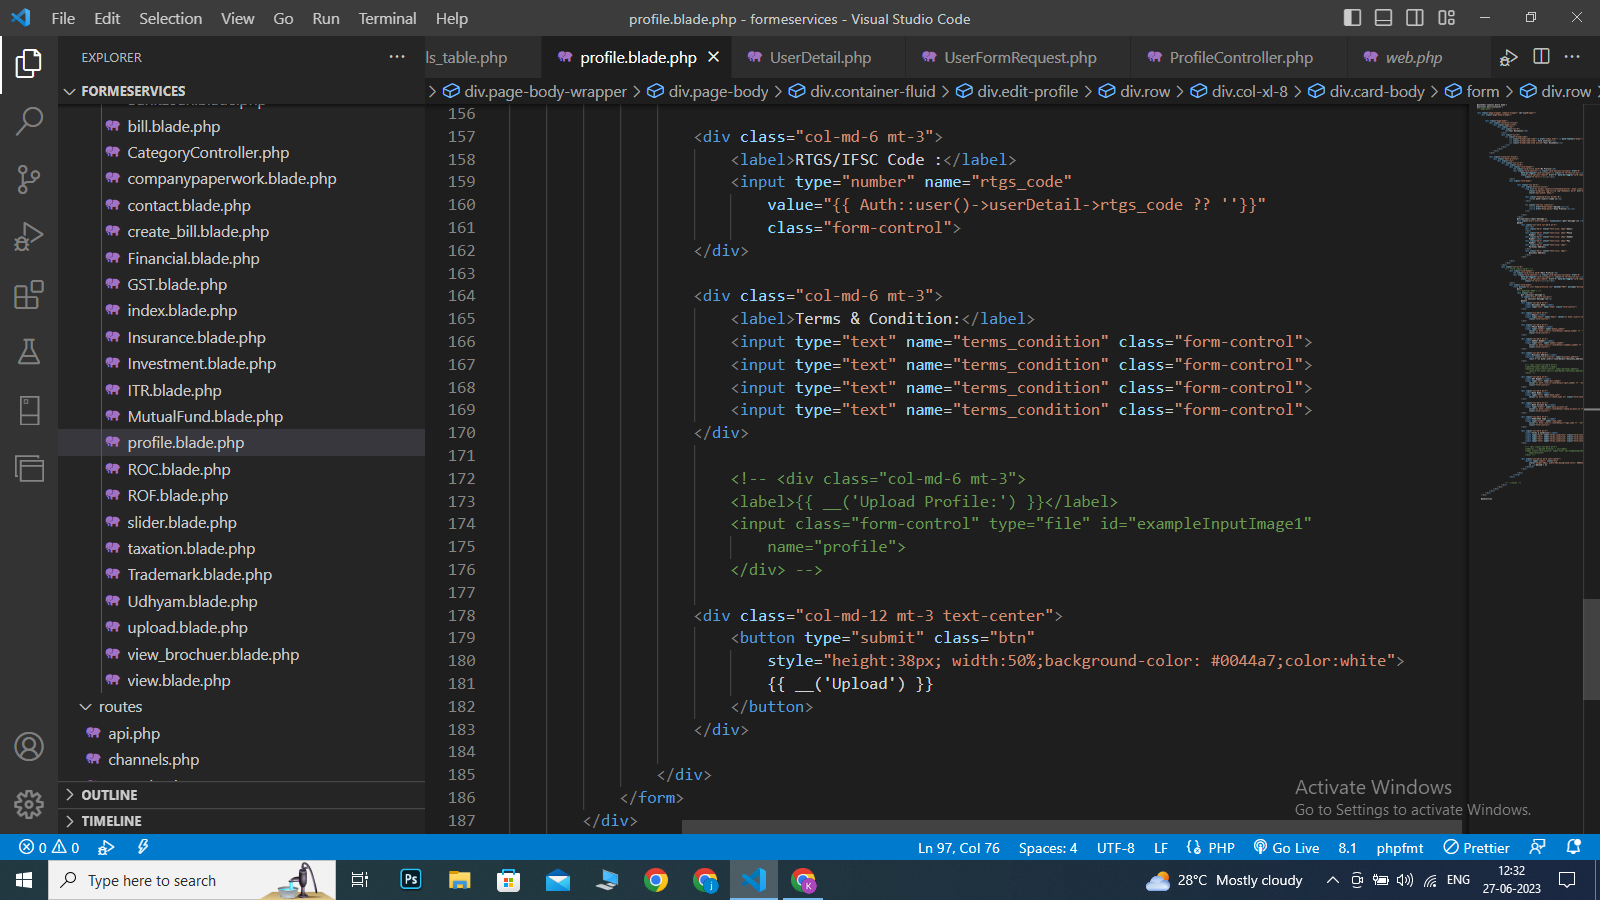 File Edit Selection View Go Run Terminal Help
profile.blade.php - formeservices - Visual Studio Code
EXPLORER
ls_table.php profile.blade.php UserDetail.php UserFormRequest.php ProfileController.php web.php
FORMESERVICES
div.page-body-wrapper > div.page-body > div.container-fluid > div.edit-profile > div.row > div.col-xl-8 > div.card-body > form > div.row
bill.blade.php
CategoryController.php
companypaperwork.blade.php
contact.blade.php
create_bill.blade.php
Financial.blade.php
GST.blade.php
index.blade.php
Insurance.blade.php
Investment.blade.php
ITR.blade.php
MutualFund.blade.php
profile.blade.php
ROC.blade.php
ROF.blade.php
slider.blade.php
taxation.blade.php
Trademark.blade.php
Udhyam.blade.php
upload.blade.php
view_brochuer.blade.php
view.blade.php
routes
api.php
channels.php
OUTLINE
TIMELINE
156
157 <div class="col-md-6 mt-3">
158 <label>RTGS/IFSC Code :</label>
159 <input type="number" name="rtgs_code"
160 value="{{ Auth::user()->userDetail->rtgs_code ?? ''}}"
161 class="form-control">
162 </div>
163
164 <div class="col-md-6 mt-3">
165 <label>Terms & Condition:</label>
166 <input type="text" name="terms_condition" class="form-control">
167 <input type="text" name="terms_condition" class="form-control">
168 <input type="text" name="terms_condition" class="form-control">
169 <input type="text" name="terms_condition" class="form-control">
170 </div>
171
172 <!-- <div class="col-md-6 mt-3">
173 <label>{{ __('Upload Profile:') }}</label>
174 <input class="form-control" type="file" id="exampleInputImage1"
175 name="profile">
176 </div> -->
177
178 <div class="col-md-12 mt-3 text-center">
179 <button type="submit" class="btn"
180 style="height:38px; width:50%;background-color: #0044a7;color:white">
181 {{ __('Upload') }}
182 </button>
183 </div>
184
185 </div>
186 </form>
187 </div>
Activate Windows
Go to Settings to activate Windows.
0 0 Ln 97, Col 76 Spaces: 4 UTF-8 LF PHP Go Live 8.1 phpfmt Prettier
Type here to search
Ps
j
K
28°C Mostly cloudy
ENG
12:32
27-06-2023